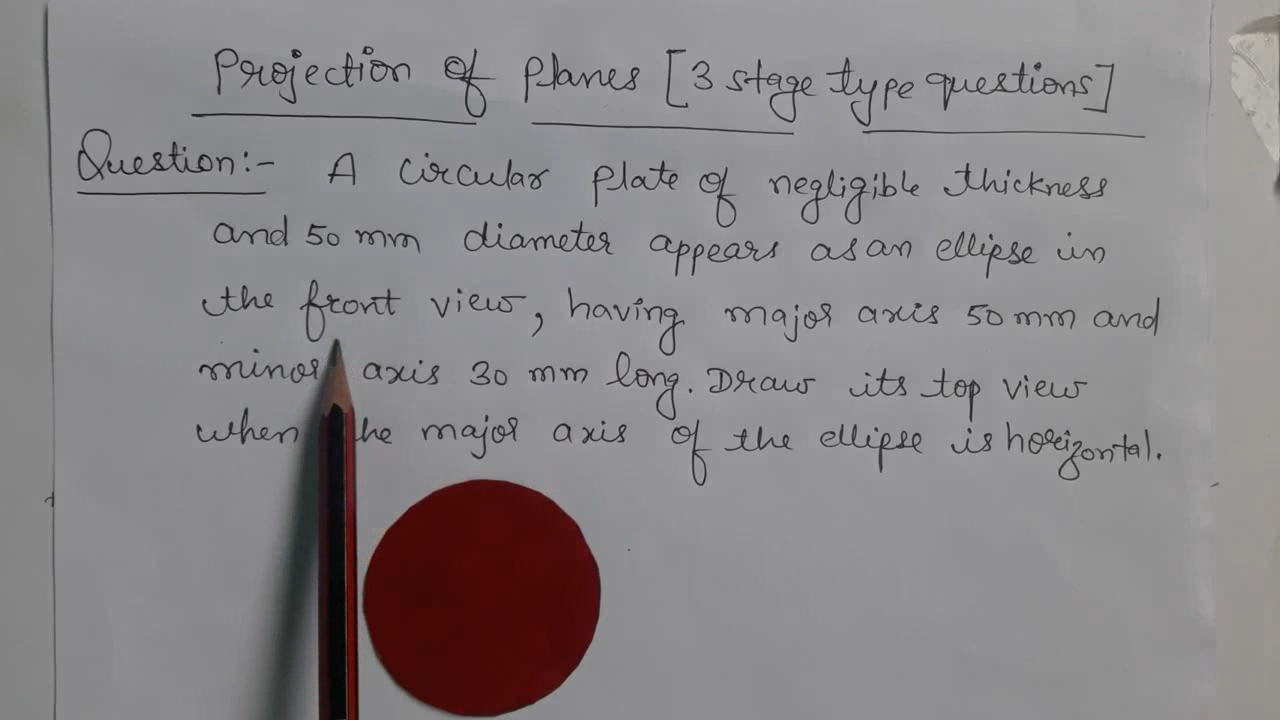 Projection of Planes [3 stage type questions]
Question:- A circular plate of negligible thickness
and 50 mm diameter appears as an ellipse in
the front view, having major axis 50 mm and
minor axis 30 mm long. Draw its top view
when the major axis of the ellipse is horizontal.